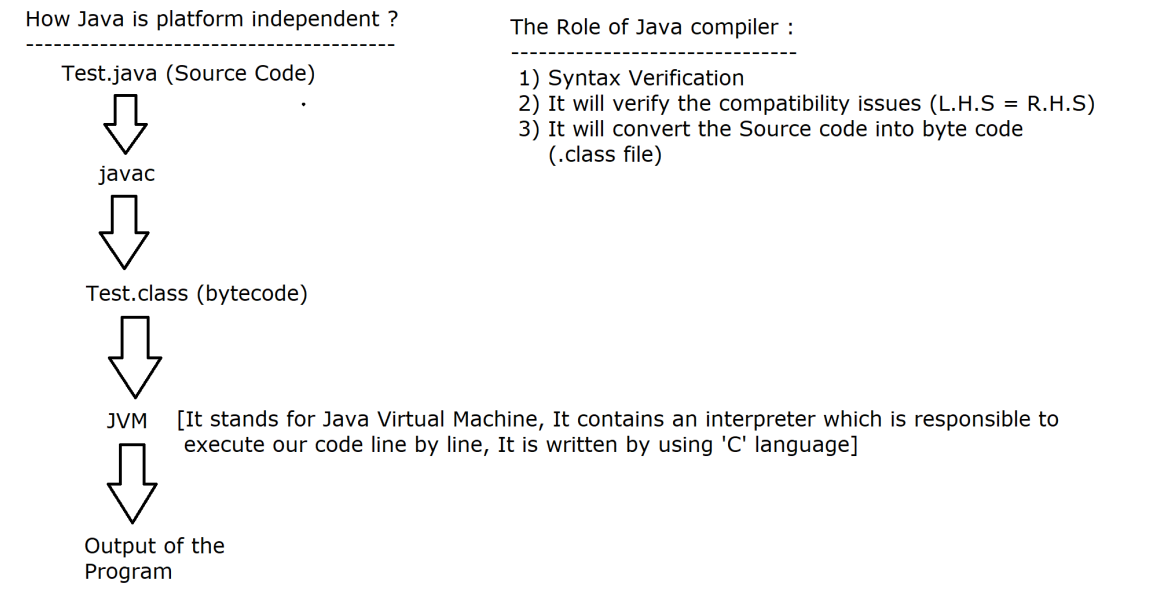 How Java is platform independent ?
----------------------------------------
Test.java (Source Code)
javac
Test.class (bytecode)
JVM [It stands for Java Virtual Machine, It contains an interpreter which is responsible to
execute our code line by line, It is written by using 'C' language]
Output of the
Program
The Role of Java compiler :
-------------------------------
1) Syntax Verification
2) It will verify the compatibility issues (L.H.S = R.H.S)
3) It will convert the Source code into byte code
(.class file)